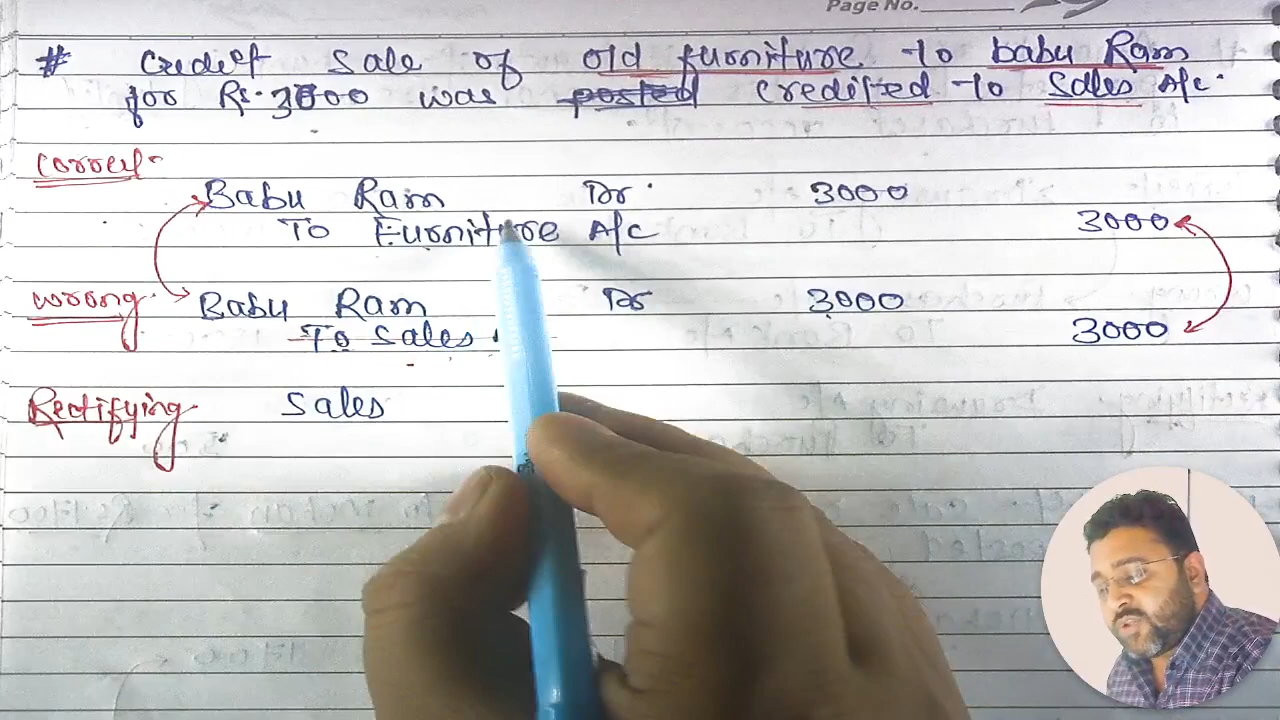 Page No.
# Credit Sale of old furniture to babu Ram
for Rs. 3000 was posted credited to Sales A/c.
Correct
Babu Ram Dr. 3000
To Furniture A/c 3000
Wrong Babu Ram Dr 3000
To Sales 3000
Rectifying Sales